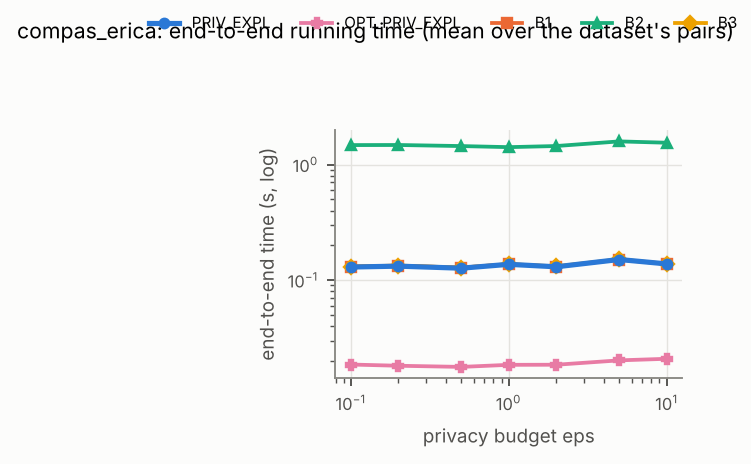 PRIV_EXPL OPT_PRIV_EXPL B1 B2 B3
compas_erica: end-to-end running time (mean over the dataset's pairs)
end-to-end time (s, log)
10⁰
10⁻¹
10⁻¹ 10⁰ 10¹
privacy budget eps